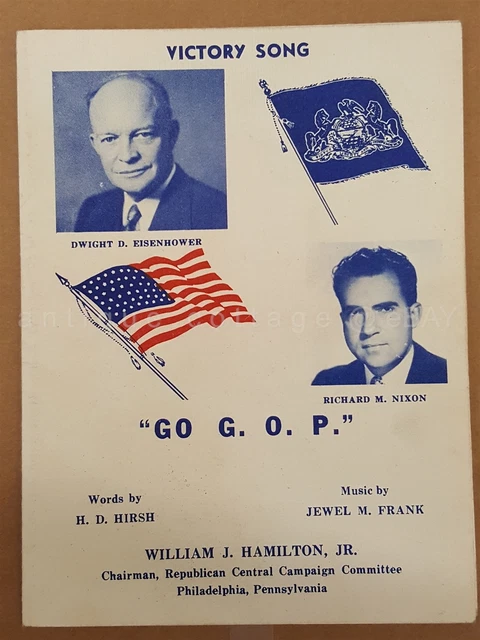 VICTORY SONG
DWIGHT D. EISENHOWER
RICHARD M. NIXON
"GO G. O. P."
Words by
H. D. HIRSH
Music by
JEWEL M. FRANK
WILLIAM J. HAMILTON, JR.
Chairman, Republican Central Campaign Committee
Philadelphia, Pennsylvania